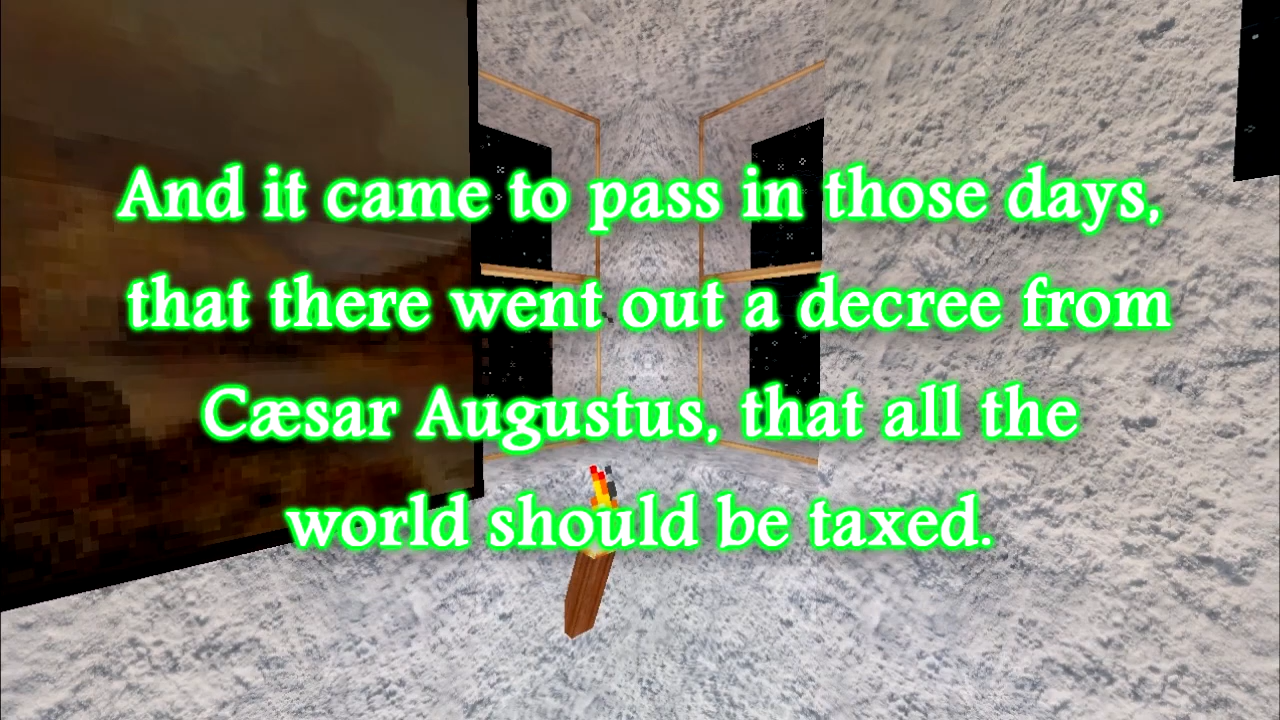 And it came to pass in those days,
that there went out a decree from
Cæsar Augustus, that all the
world should be taxed.